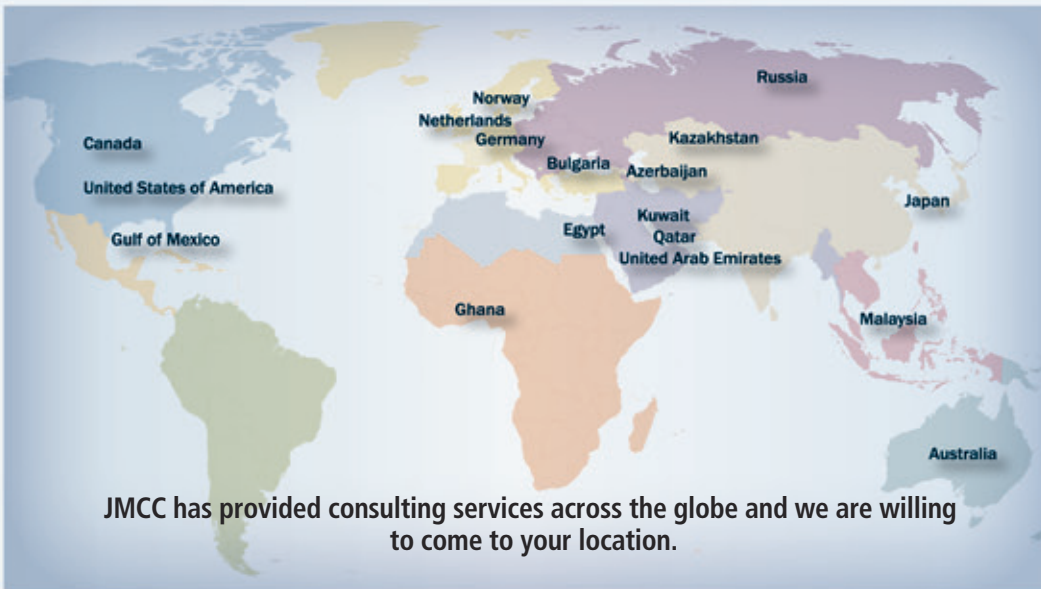 Russia
Norway
Netherlands
Germany
Kazakhstan
Canada
Bulgaria
Azerbaijan
United States of America
Japan
Kuwait
Gulf of Mexico
Egypt
Qatar
United Arab Emirates
Ghana
Malaysia
Australia
JMCC has provided consulting services across the globe and we are willing
to come to your location.